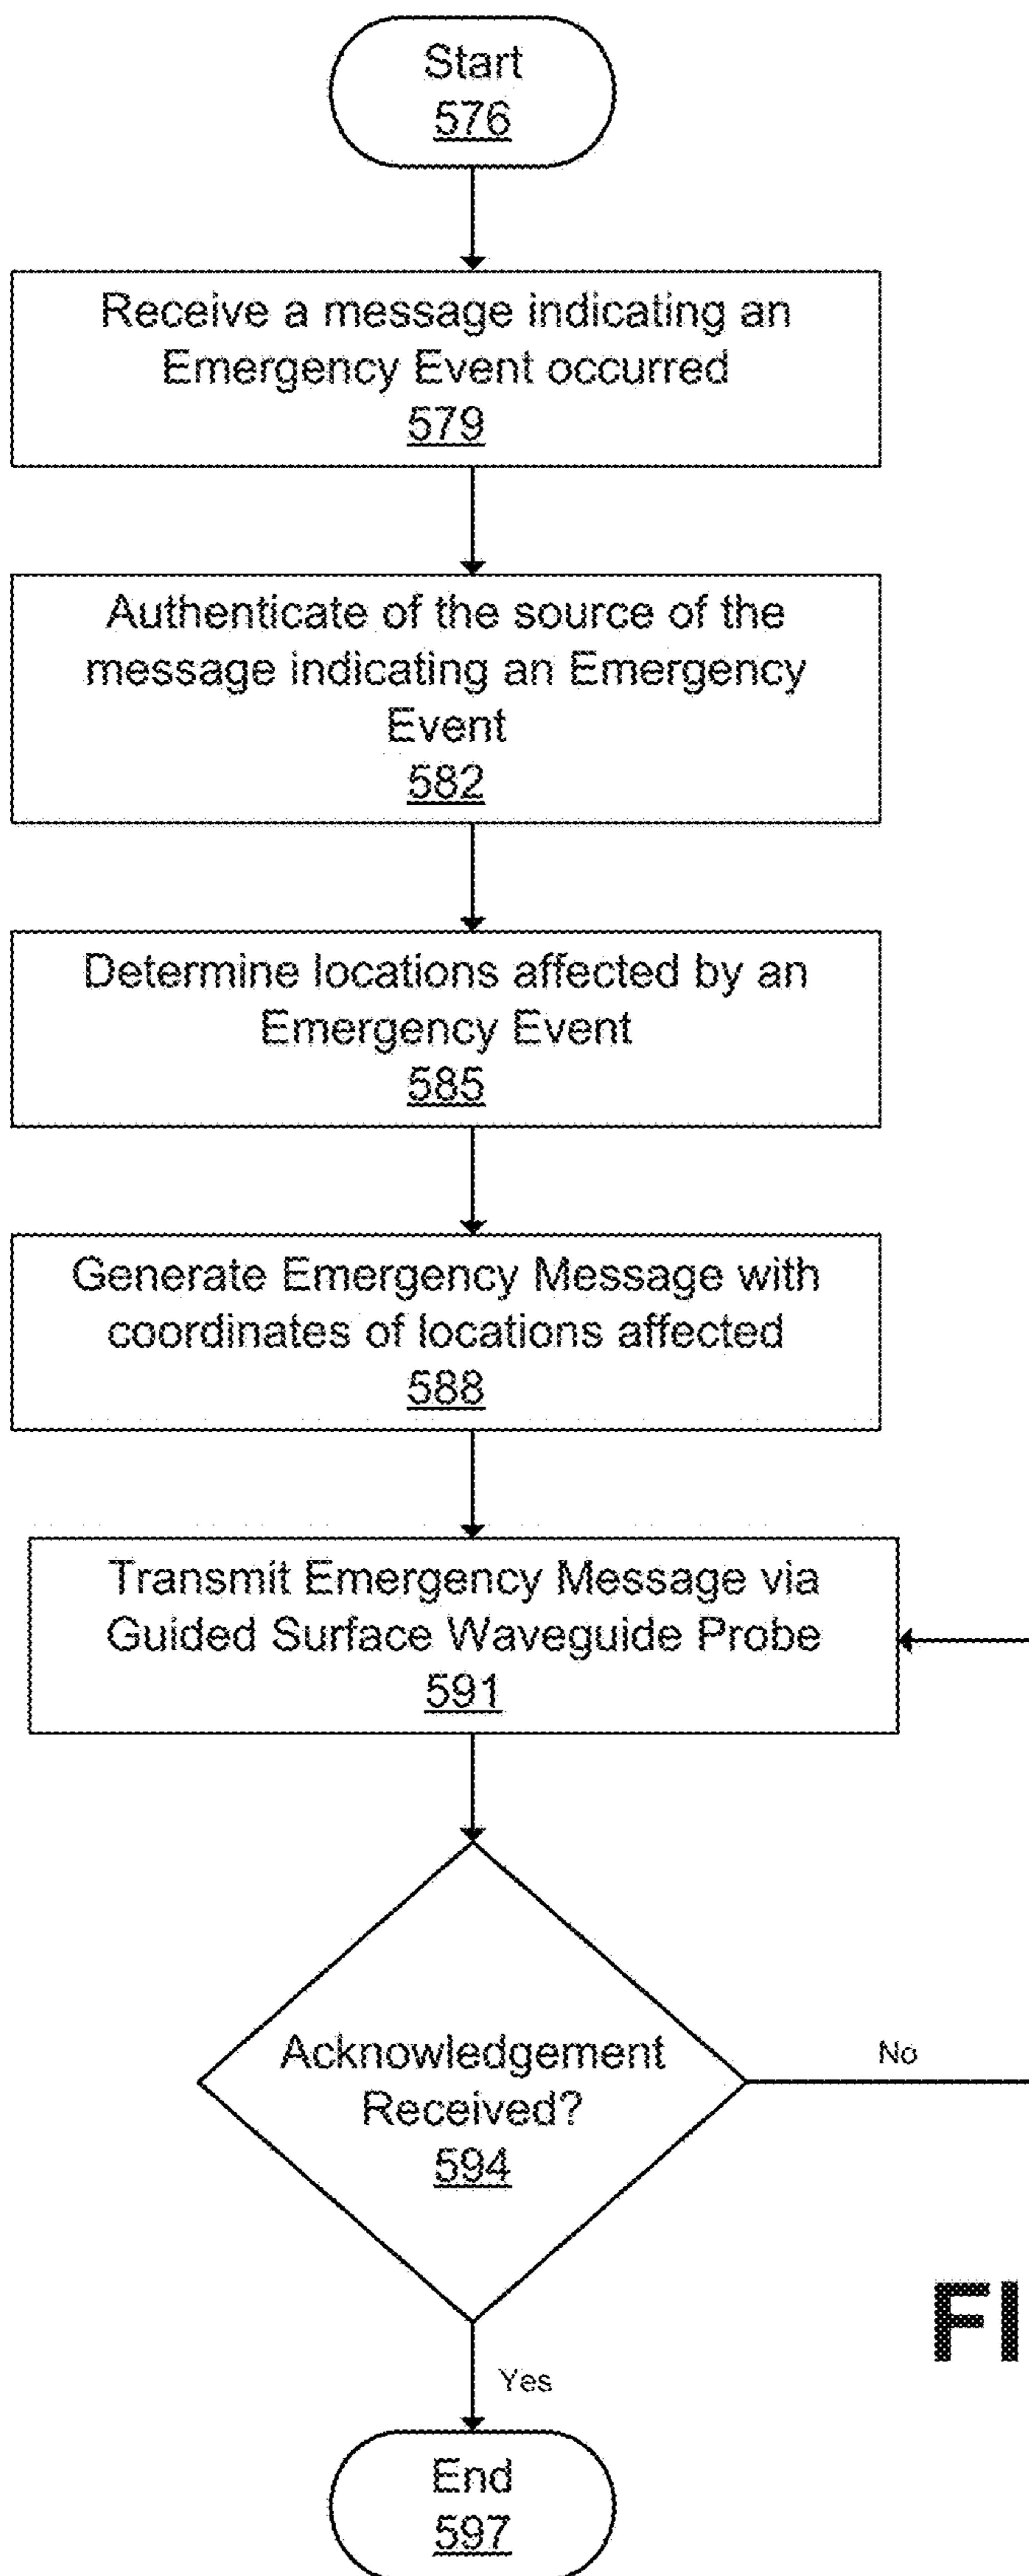 Start
576
Receive a message indicating an
Emergency Event occurred
579
Authenticate of the source of the
message indicating an Emergency
Event
582
Determine locations affected by an
Emergency Event
585
Generate Emergency Message with
coordinates of locations affected
588
Transmit Emergency Message via
Guided Surface Waveguide Probe
591
Acknowledgement
Received?
594
No
FI
Yes
End
597